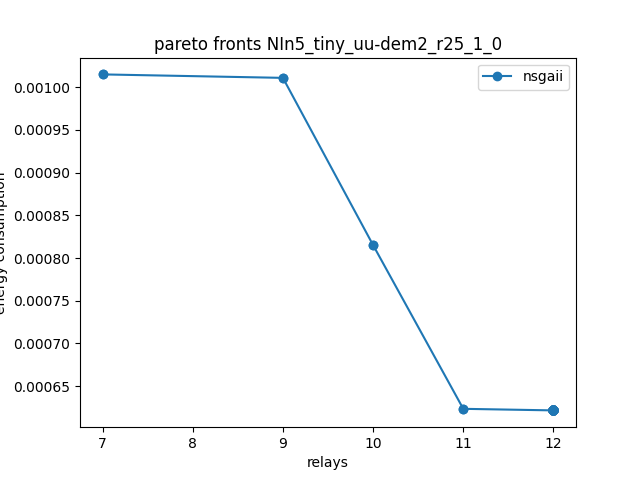 pareto fronts NIn5_tiny_uu-dem2_r25_1_0
nsgaii
0.00100
0.00095
0.00090
0.00085
0.00080
0.00075
0.00070
0.00065
energy consumption
7 8 9 10 11 12
relays